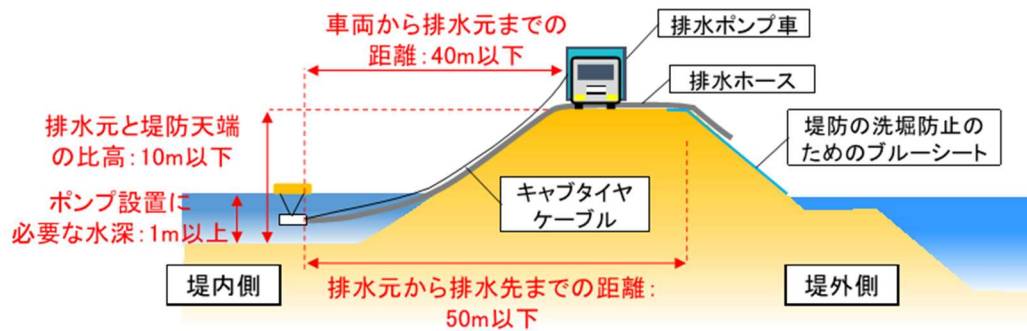 車両から排水元までの
距離:40m以下
排水ポンプ車
排水ホース
排水元と堤防天端
の比高:10m以下
堤防の洗堀防止の
ためのブルーシート
ポンプ設置に
必要な水深:1m以上
キャブタイヤ
ケーブル
堤内側
排水元から排水先までの距離:
50m以下
堤外側